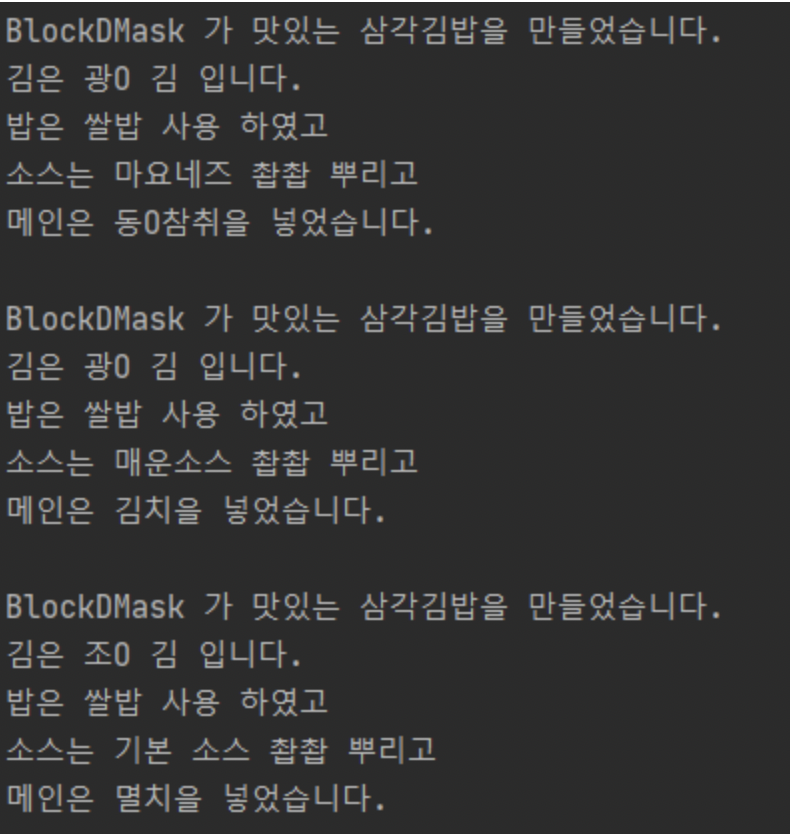 BlockDMask 가 맛있는 삼각김밥을 만들었습니다.
김은 광O 김 입니다.
밥은 쌀밥 사용 하였고
소스는 마요네즈 촵촵 뿌리고
메인은 동O참취을 넣었습니다.

BlockDMask 가 맛있는 삼각김밥을 만들었습니다.
김은 광O 김 입니다.
밥은 쌀밥 사용 하였고
소스는 매운소스 촵촵 뿌리고
메인은 김치을 넣었습니다.

BlockDMask 가 맛있는 삼각김밥을 만들었습니다.
김은 조O 김 입니다.
밥은 쌀밥 사용 하였고
소스는 기본 소스 촵촵 뿌리고
메인은 멸치을 넣었습니다.